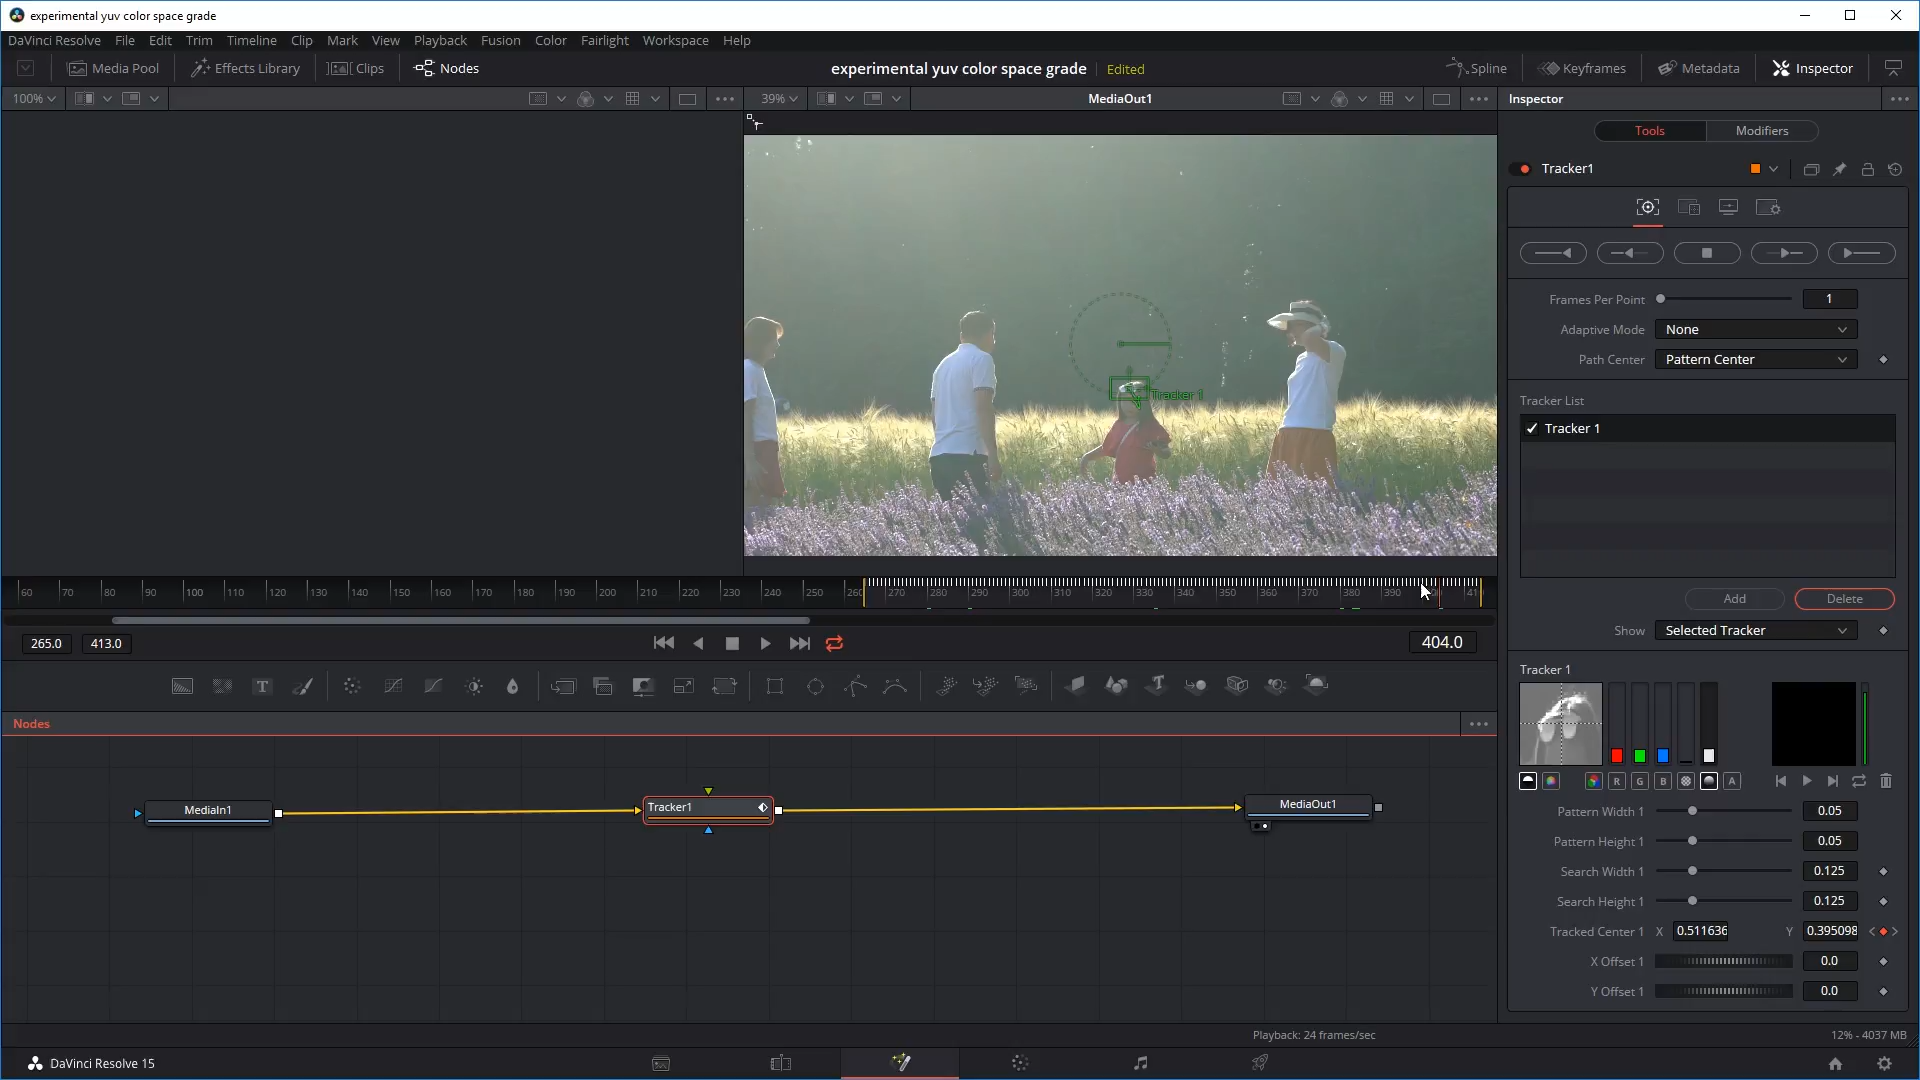 experimental yuv color space grade
DaVinci Resolve File Edit Trim Timeline Clip Mark View Playback Fusion Color Fairlight Workspace Help
Media Pool Effects Library Clips Nodes experimental yuv color space grade Edited Spline Keyframes Metadata Inspector
100% 39% MediaOut1 Inspector
Tools Modifiers
Tracker1
Frames Per Point 1
Adaptive Mode None
Path Center Pattern Center
Tracker 1
Tracker List
Tracker 1
Add Delete
Show Selected Tracker
60 70 80 90 100 110 120 130 140 150 160 170 180 190 200 210 220 230 240 250 260 270 280 290 300 310 320 330 340 350 360 370 380 390
265.0 413.0 404.0
Tracker 1
R G B A
Pattern Width 1 0.05
Pattern Height 1 0.05
Search Width 1 0.125
Search Height 1 0.125
Tracked Center 1 X 0.511636 Y 0.395098
X Offset 1 0.0
Y Offset 1 0.0
Nodes
MediaIn1 Tracker1 MediaOut1
Playback: 24 frames/sec 12% - 4037 MB
DaVinci Resolve 15